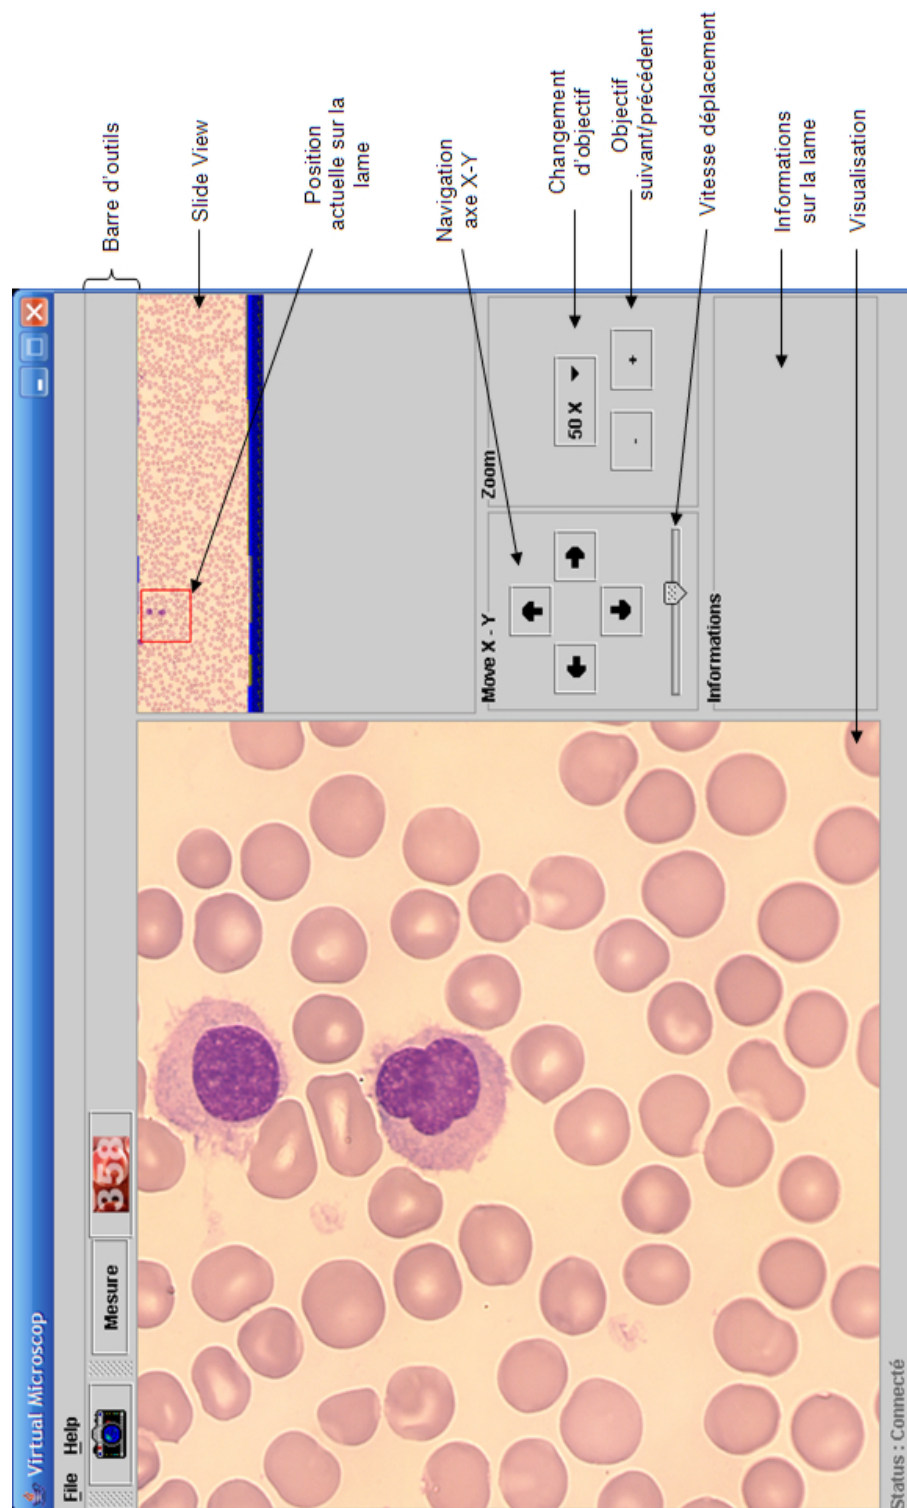 Virtual Microscop
File Help
Mesure
358
Move X - Y
Zoom
50 X
-
+
Informations
Status : Connecté
Barre d'outils
Slide View
Position
actuelle sur la
lame
Navigation
axe X-Y
Changement
d'objectif
Objectif
suivant/précédent
Vitesse déplacement
Informations
sur la lame
Visualisation